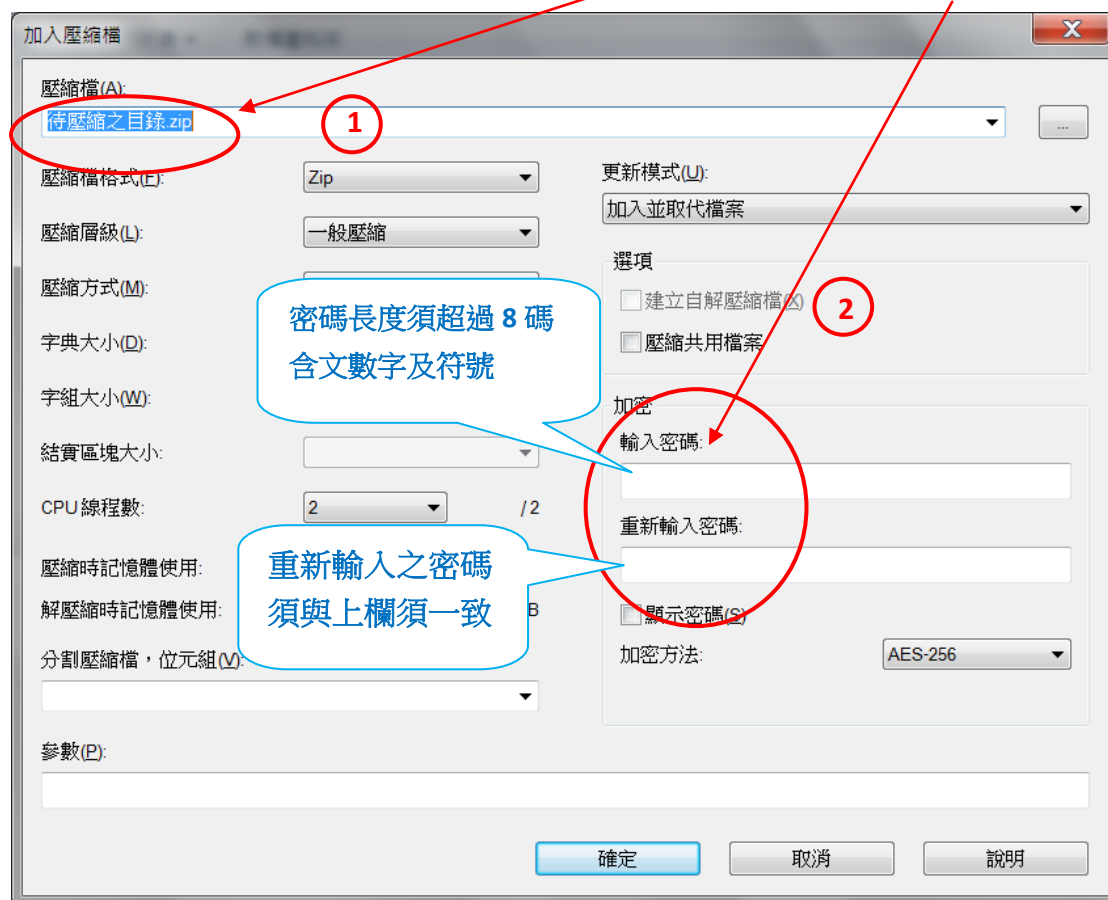 加入壓縮檔
壓縮檔(A):
待壓縮之目錄.zip
1
...
壓縮檔格式(F):
Zip
更新模式(U):
加入並取代檔案
壓縮層級(L):
一般壓縮
選項
壓縮方式(M):
建立自解壓縮檔(X)
2
密碼長度須超過 8 碼
含文數字及符號
字典大小(D):
壓縮共用檔案
字組大小(W):
加密
輸入密碼:
結實區塊大小:
CPU 線程數:
2
/ 2
重新輸入密碼:
重新輸入之密碼
須與上欄須一致
壓縮時記憶體使用:
解壓縮時記憶體使用:
B
顯示密碼(S)
分割壓縮檔，位元組(V):
加密方法:
AES-256
參數(P):
確定
取消
說明